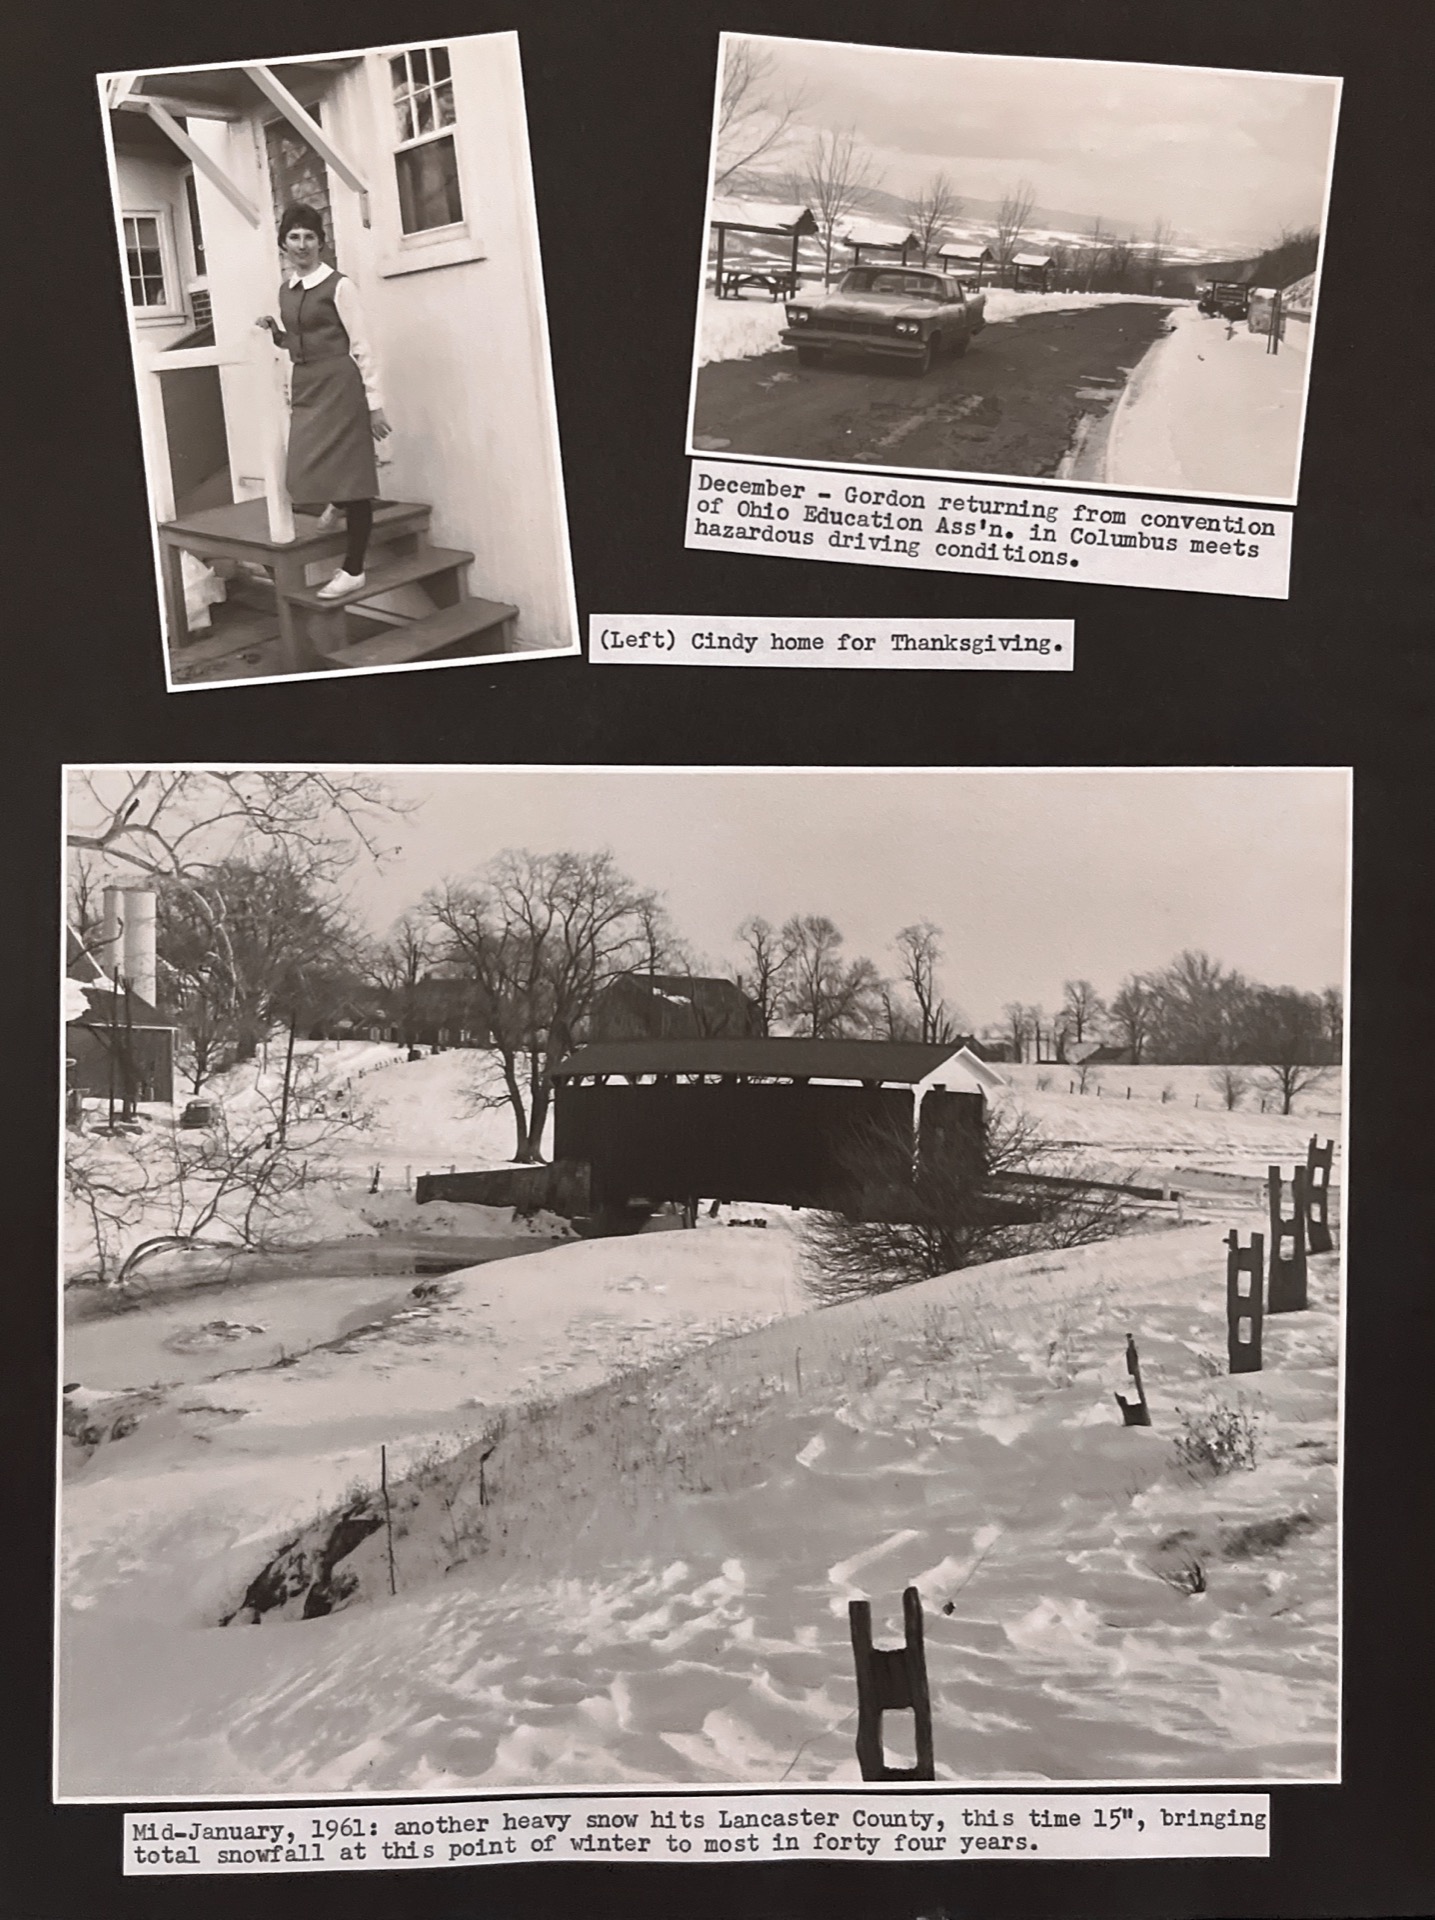 December - Gordon returning from convention
of Ohio Education Ass'n. in Columbus meets
hazardous driving conditions.
(Left) Cindy home for Thanksgiving.
Mid-January, 1961: another heavy snow hits Lancaster County, this time 15", bringing
total snowfall at this point of winter to most in forty four years.